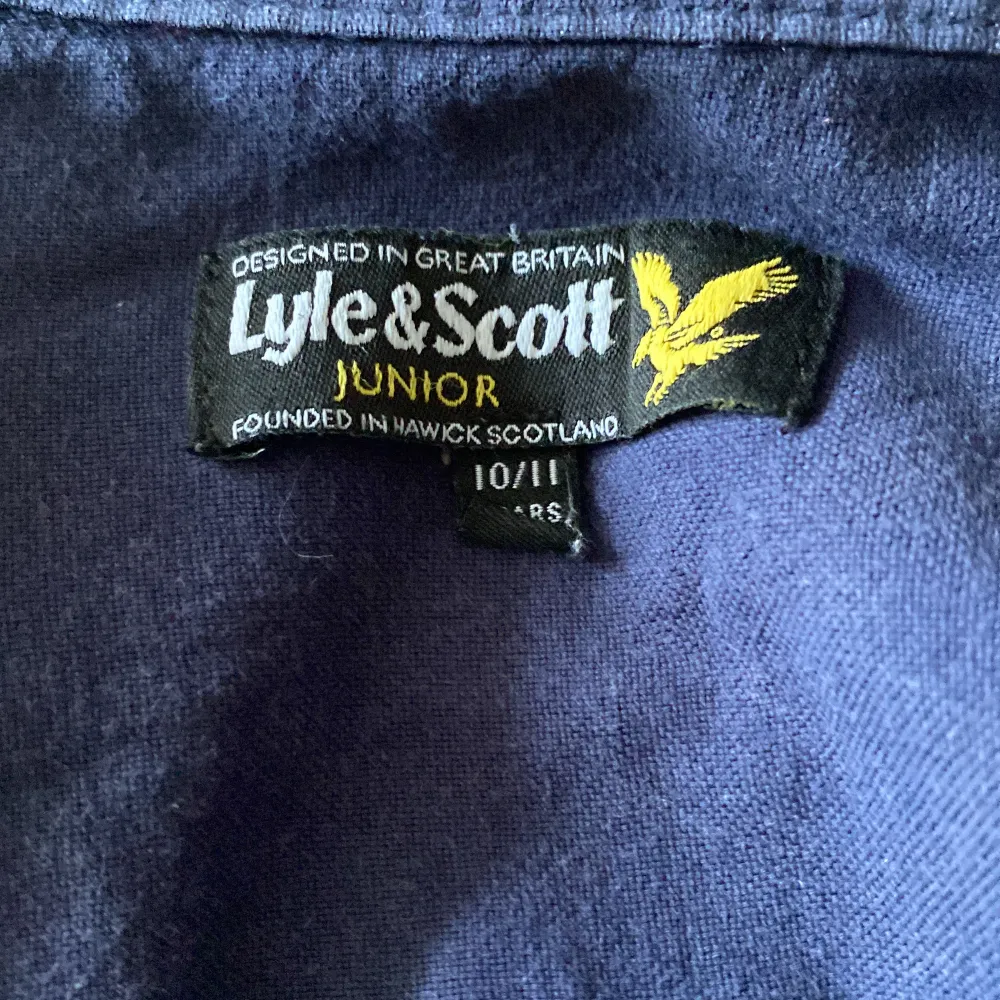 DESIGNED IN GREAT BRITAIN
Lyle&Scott
JUNIOR
FOUNDED IN HAWICK SCOTLAND
10/11